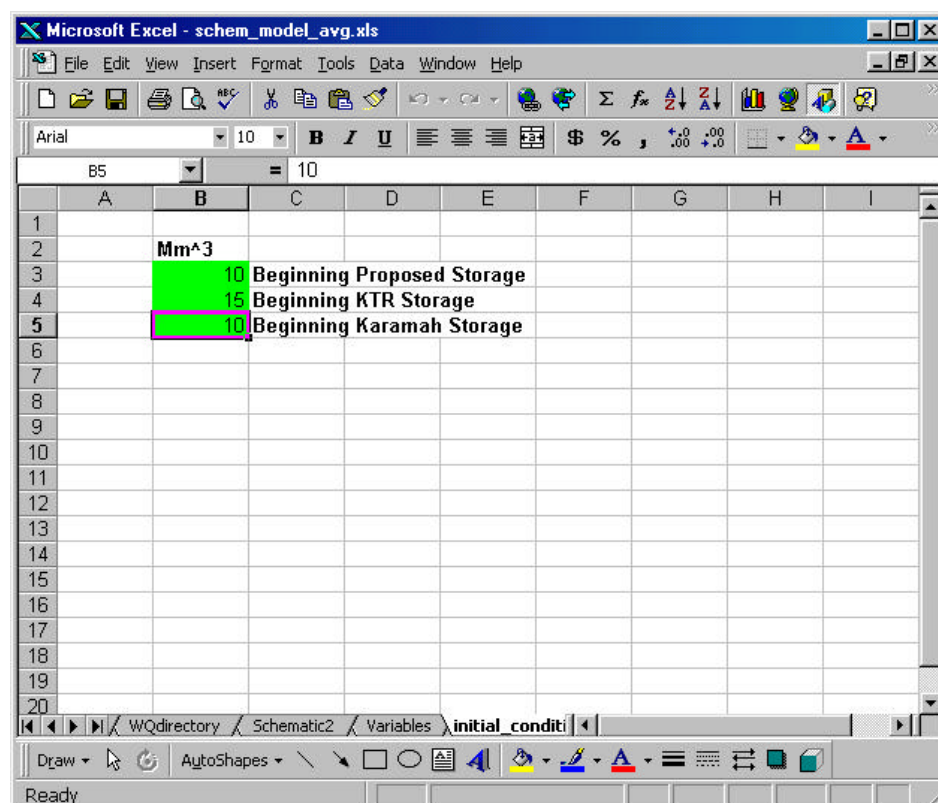 Microsoft Excel - schem_model_avg.xls
File Edit View Insert Format Tools Data Window Help
Arial 10 B I U $ % , .00 .00
B5 = 10
A B C D E F G H I
1
2 Mm^3
3 10 Beginning Proposed Storage
4 15 Beginning KTR Storage
5 10 Beginning Karamah Storage
6
7
8
9
10
11
12
13
14
15
16
17
18
19
20
WQdirectory Schematic2 Variables initial_conditi
Draw AutoShapes
Ready